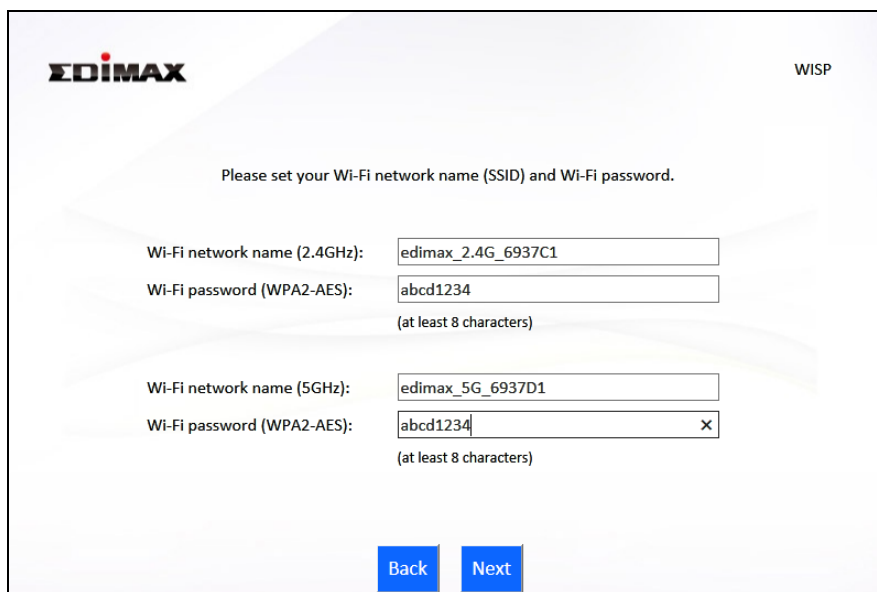 EDIMAX
WISP
Please set your Wi-Fi network name (SSID) and Wi-Fi password.
Wi-Fi network name (2.4GHz): edimax_2.4G_6937C1
Wi-Fi password (WPA2-AES): abcd1234
(at least 8 characters)
Wi-Fi network name (5GHz): edimax_5G_6937D1
Wi-Fi password (WPA2-AES): abcd1234
(at least 8 characters)
Back Next